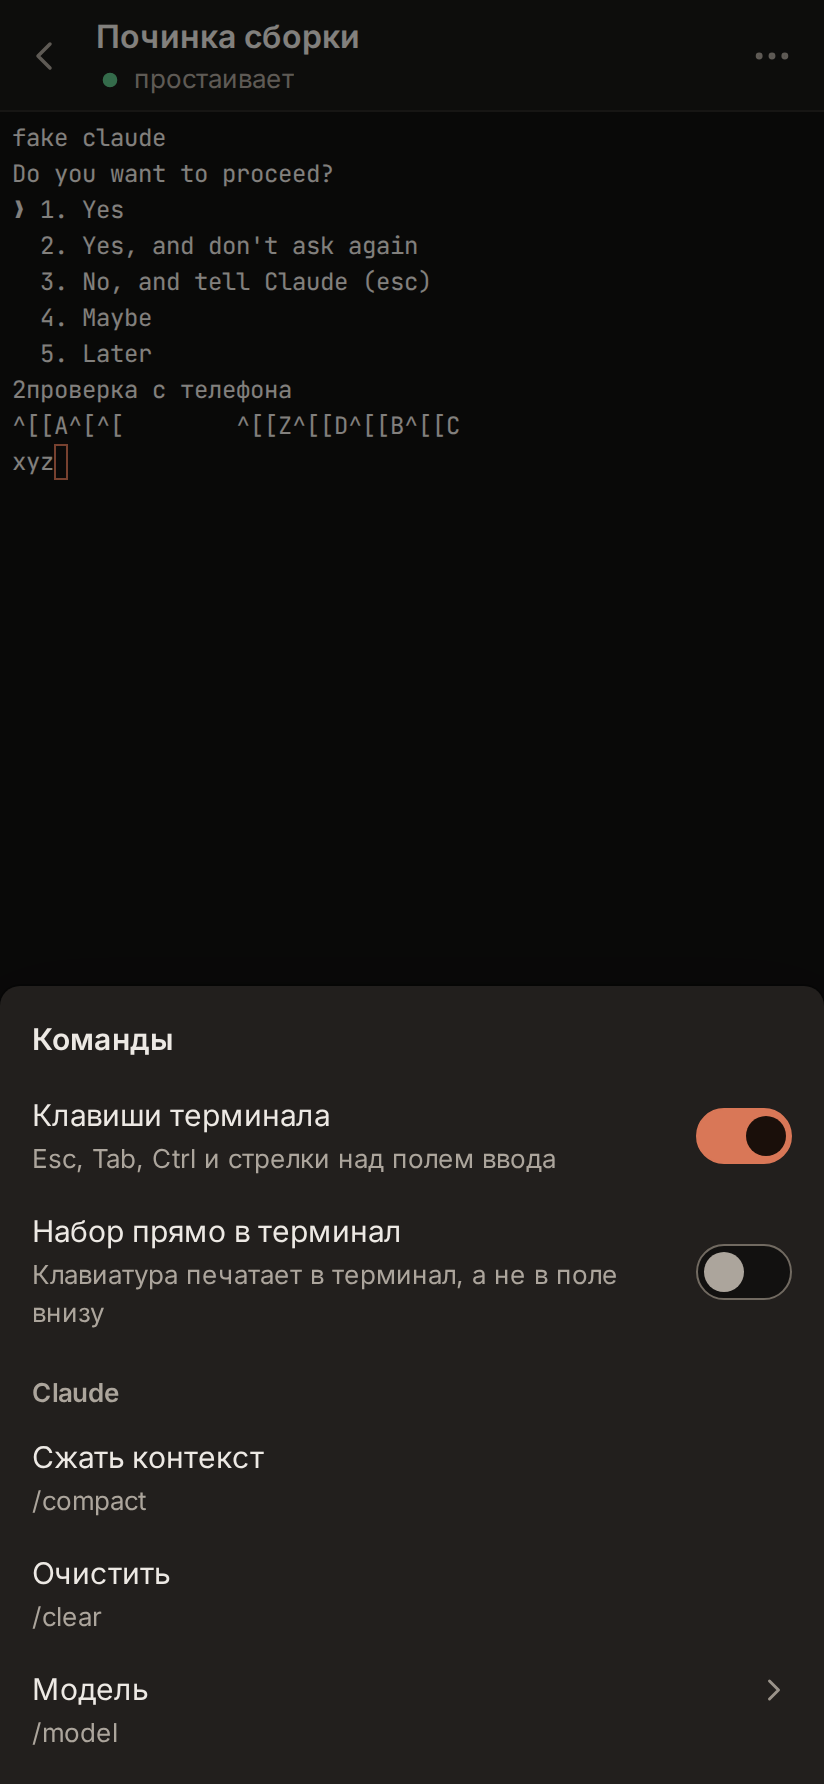 Починка сборки
простаивает
fake claude
Do you want to proceed?
❯ 1. Yes
2. Yes, and don't ask again
3. No, and tell Claude (esc)
4. Maybe
5. Later
2проверка с телефона
^[[A^[^[        ^[[Z^[[D^[[B^[[C
xyz
Команды
Клавиши терминала
Esc, Tab, Ctrl и стрелки над полем ввода
Набор прямо в терминал
Клавиатура печатает в терминал, а не в поле
внизу
Claude
Сжать контекст
/compact
Очистить
/clear
Модель
/model